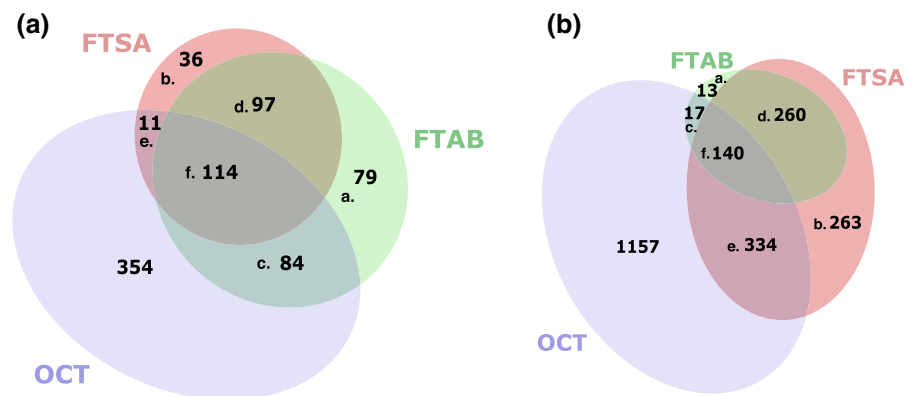 (a)
FTSA
36
b.
d. 97
11
e.
FTAB
f. 114
79
a.
354
c. 84
OCT
(b)
FTAB
a.
13
FTSA
17
c.
d. 260
f. 140
b. 263
1157
e. 334
OCT